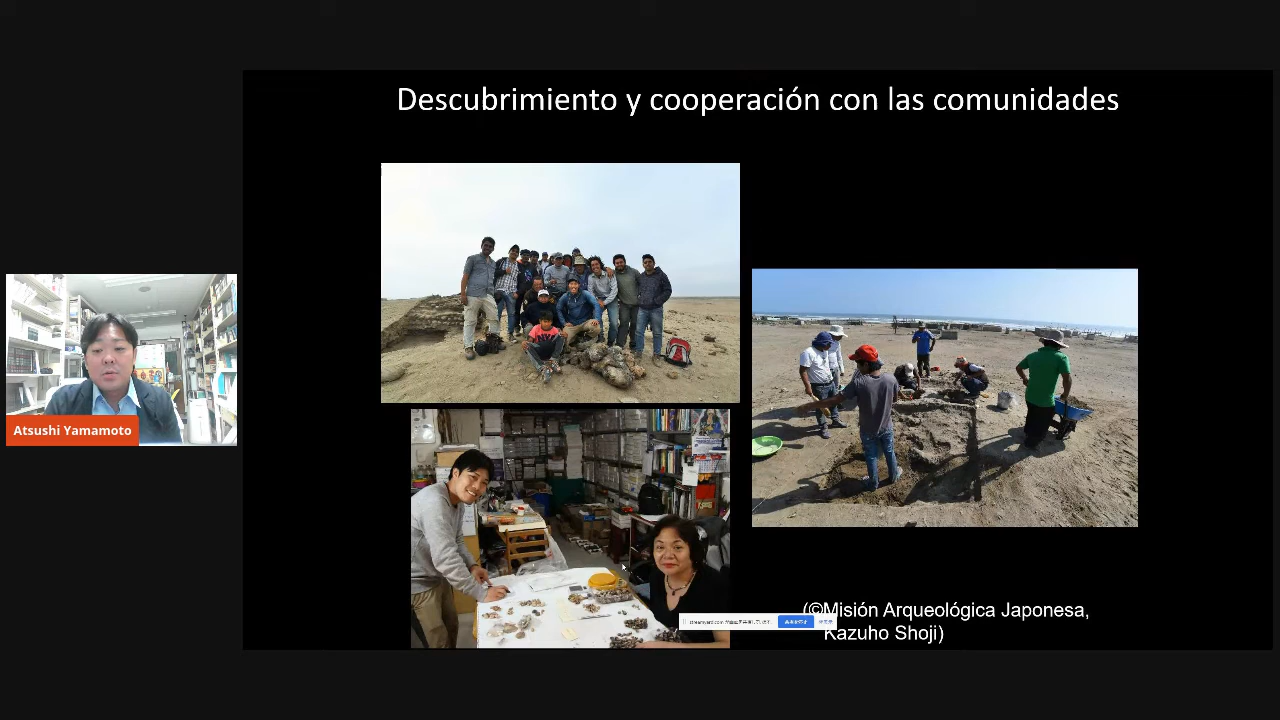 Descubrimiento y cooperación con las comunidades
Atsushi Yamamoto
(©Misión Arqueológica Japonesa,
Kazuho Shoji)